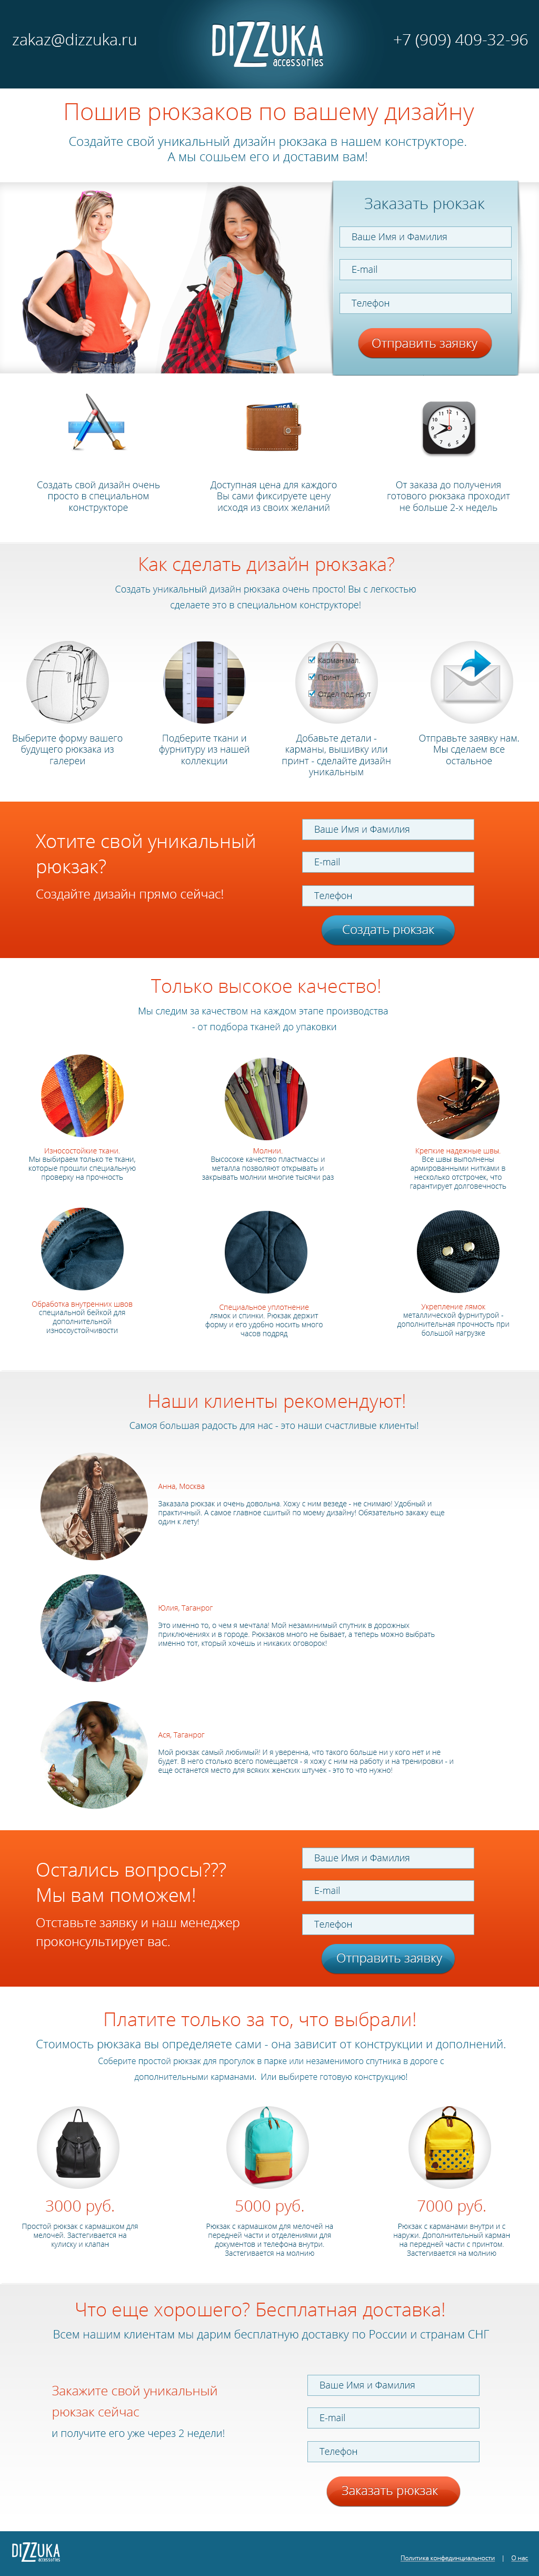 zakaz@dizzuka.ru
DIZZUKA
accessories
+7 (909) 409-32-96
Пошив рюкзаков по вашему дизайну
Создайте свой уникальный дизайн рюкзака в нашем конструкторе.
А мы сошьем его и доставим вам!
Заказать рюкзак
Ваше Имя и Фамилия
E-mail
Телефон
Отправить заявку
Создать свой дизайн очень
просто в специальном
конструкторе
Доступная цена для каждого
Вы сами фиксируете цену
исходя из своих желаний
От заказа до получения
готового рюкзака проходит
не больше 2-х недель
Как сделать дизайн рюкзака?
Создать уникальный дизайн рюкзака очень просто! Вы с легкостью
сделаете это в специальном конструкторе!
Карман мал.
Принт
Отдел под ноут
Выберите форму вашего
будущего рюкзака из
галереи
Подберите ткани и
фурнитуру из нашей
коллекции
Добавьте детали -
карманы, вышивку или
принт - сделайте дизайн
уникальным
Отправьте заявку нам.
Мы сделаем все
остальное
Хотите свой уникальный
рюкзак?
Создайте дизайн прямо сейчас!
Ваше Имя и Фамилия
E-mail
Телефон
Создать рюкзак
Только высокое качество!
Мы следим за качеством на каждом этапе производства
- от подбора тканей до упаковки
Износостойкие ткани.
Мы выбираем только те ткани,
которые прошли специальную
проверку на прочность
Молнии.
Высосокое качество пластмассы и
металла позволяют открывать и
закрывать молнии многие тысячи раз
Крепкие надежные швы.
Все швы выполнены
армированными нитками в
несколько отстрочек, что
гарантирует долговечность
Обработка внутренних швов
специальной бейкой для
дополнительной
износоустойчивости
Специальное уплотнение
лямок и спинки. Рюкзак держит
форму и его удобно носить много
часов подряд
Укрепление лямок
металлической фурнитурой -
дополнительная прочность при
большой нагрузке
Наши клиенты рекомендуют!
Самоя большая радость для нас - это наши счастливые клиенты!
Анна, Москва
Заказала рюкзак и очень довольна. Хожу с ним везеде - не снимаю! Удобный и
практичный. А самое главное сшитый по моему дизайну! Обязательно закажу еще
один к лету!
Юлия, Таганрог
Это именно то, о чем я мечтала! Мой незаминимый спутник в дорожных
приключениях и в городе. Рюкзаков много не бывает, а теперь можно выбрать
именно тот, кторый хочешь и никаких оговорок!
Ася, Таганрог
Мой рюкзак самый любимый! И я уверенна, что такого больше ни у кого нет и не
будет. В него столько всего помещается - я хожу с ним на работу и на тренировки - и
еще останется место для всяких женских штучек - это то что нужно!
Остались вопросы???
Мы вам поможем!
Отставьте заявку и наш менеджер
проконсультирует вас.
Ваше Имя и Фамилия
E-mail
Телефон
Отправить заявку
Платите только за то, что выбрали!
Стоимость рюкзака вы определяете сами - она зависит от конструкции и дополнений.
Соберите простой рюкзак для прогулок в парке или незаменимого спутника в дороге с
дополнительными карманами. Или выбирете готовую конструкцию!
3000 руб.
Простой рюкзак с кармашком для
мелочей. Застегивается на
кулиску и клапан
5000 руб.
Рюкзак с кармашком для мелочей на
передней части и отделениями для
документов и телефона внутри.
Застегивается на молнию
7000 руб.
Рюкзак с карманами внутри и с
наружи. Дополнительный карман
на передней части с принтом.
Застегивается на молнию
Что еще хорошего? Бесплатная доставка!
Всем нашим клиентам мы дарим бесплатную доставку по России и странам СНГ
Закажите свой уникальный
рюкзак сейчас
и получите его уже через 2 недели!
Ваше Имя и Фамилия
E-mail
Телефон
Заказать рюкзак
DIZZUKA
accessories
Политика конфединциальности | О нас